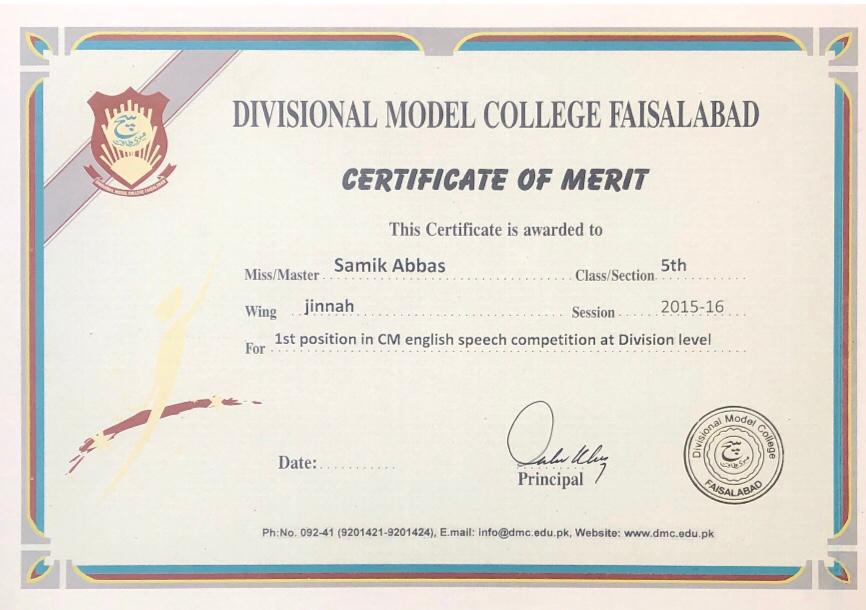 DIVISIONAL MODEL COLLEGE FAISALABAD
CERTIFICATE OF MERIT
This Certificate is awarded to
Miss/Master Samik Abbas Class/Section 5th
Wing jinnah Session 2015-16
For 1st position in CM english speech competition at Division level
Date:
Principal
Divisional Model College
FAISALABAD
Ph:No. 092-41 (9201421-9201424), E.mail: info@dmc.edu.pk, Website: www.dmc.edu.pk